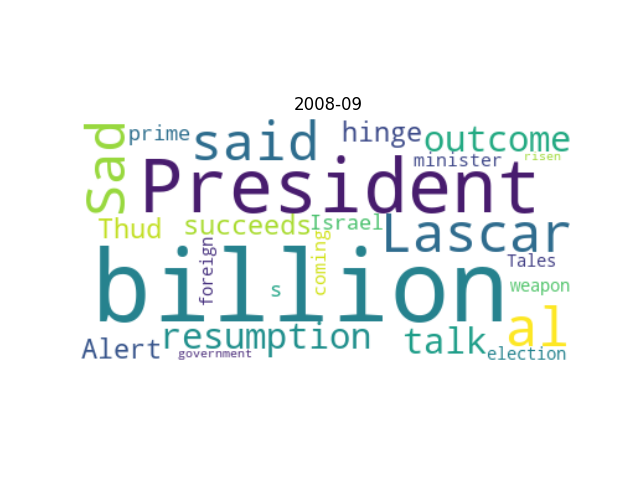 2008-09
Sad prime said hinge outcome
minister risen
President
Thud succeeds Israel Lascar
billion
foreign s coming Tales
weapon
resumption talk al
Alert government election